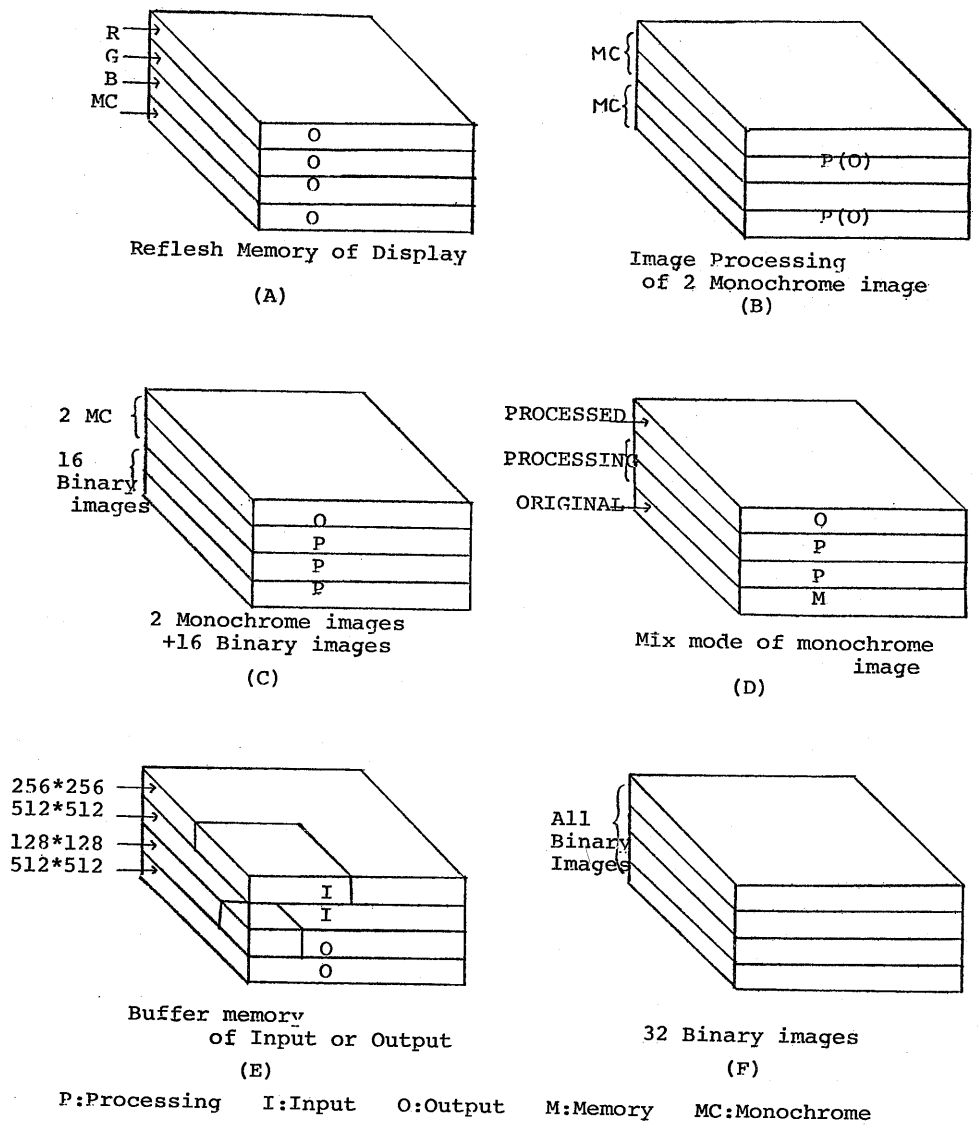 R
G
B
MC
O
O
O
O
Reflesh Memory of Display
(A)
MC
MC
P(O)
P(O)
Image Processing
of 2 Monochrome image
(B)
2 MC
16
Binary
images
O
P
P
P
2 Monochrome images
+16 Binary images
(C)
PROCESSED
PROCESSING
ORIGINAL
O
P
P
M
Mix mode of monochrome
image
(D)
256*256
512*512
128*128
512*512
I
I
O
O
Buffer memory
of Input or Output
(E)
All
Binary
Images
32 Binary images
(F)
P:Processing I:Input O:Output M:Memory MC:Monochrome